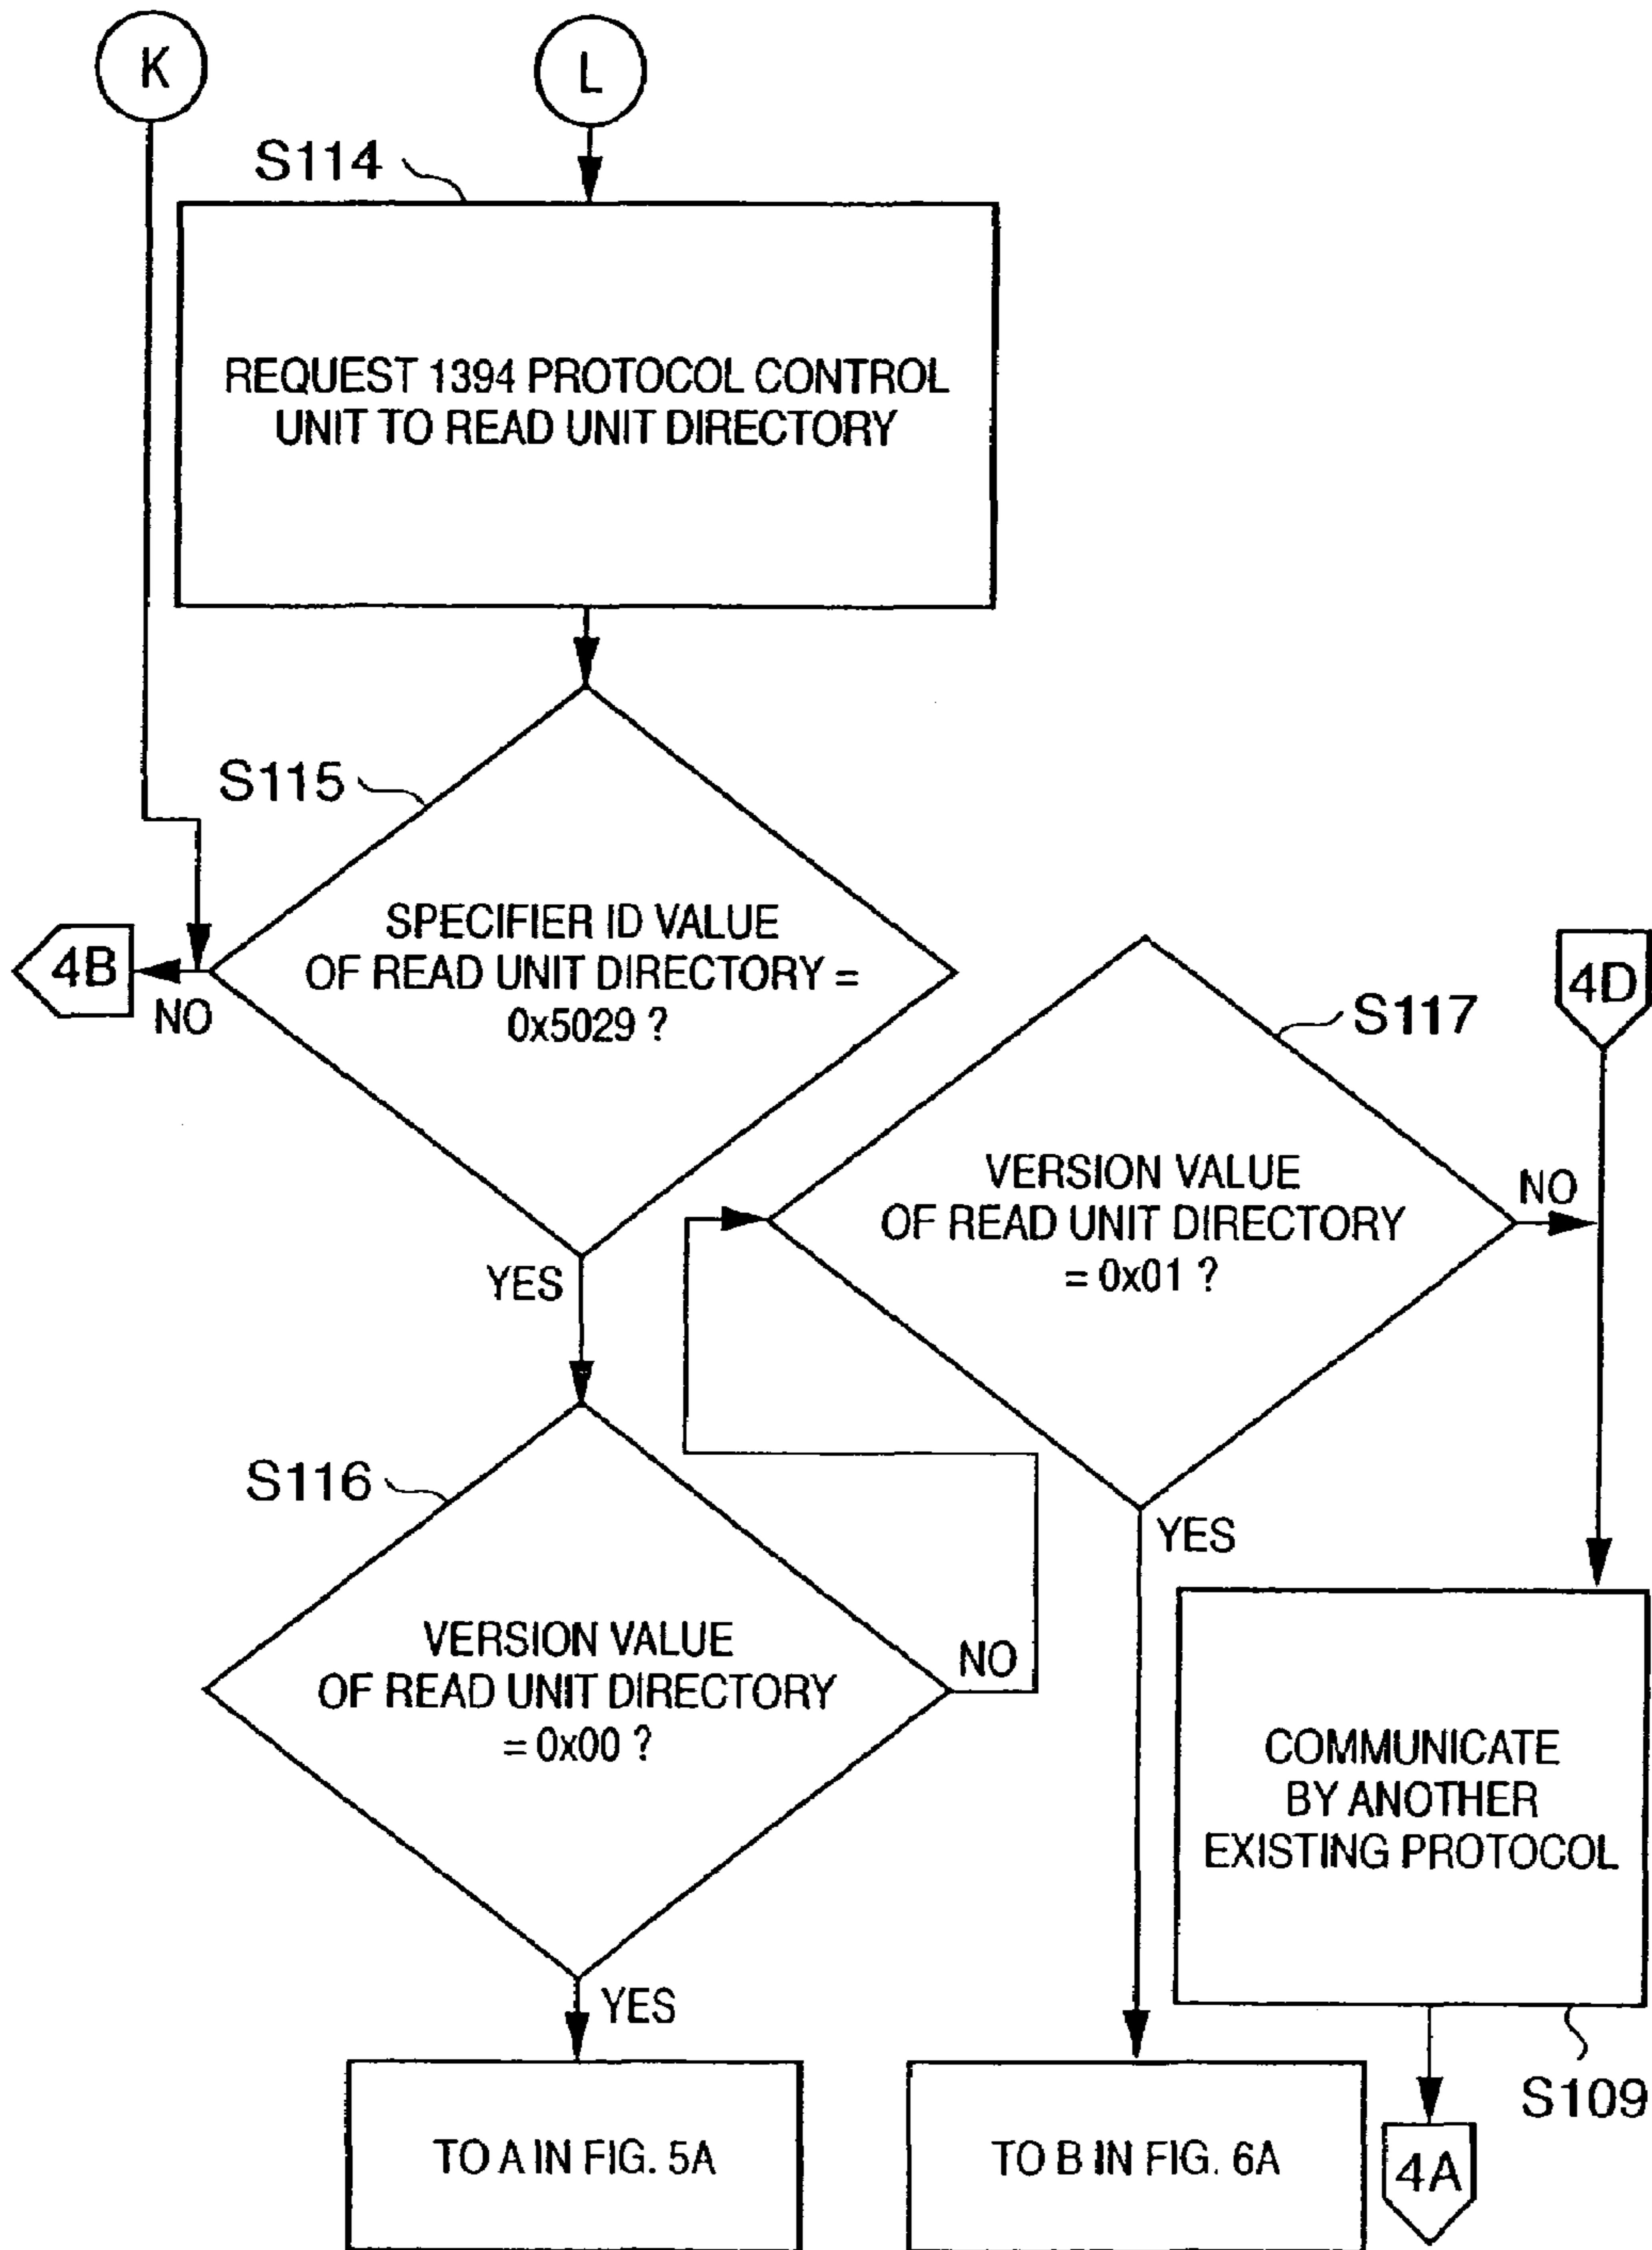 K
L
S114
REQUEST 1394 PROTOCOL CONTROL
UNIT TO READ UNIT DIRECTORY
S115
SPECIFIER ID VALUE
OF READ UNIT DIRECTORY =
0x5029 ?
4B
NO
YES
S117
4D
VERSION VALUE
OF READ UNIT DIRECTORY
= 0x01 ?
NO
YES
S116
VERSION VALUE
OF READ UNIT DIRECTORY
= 0x00 ?
NO
YES
COMMUNICATE
BY ANOTHER
EXISTING PROTOCOL
S109
TO A IN FIG. 5A
TO B IN FIG. 6A
4A